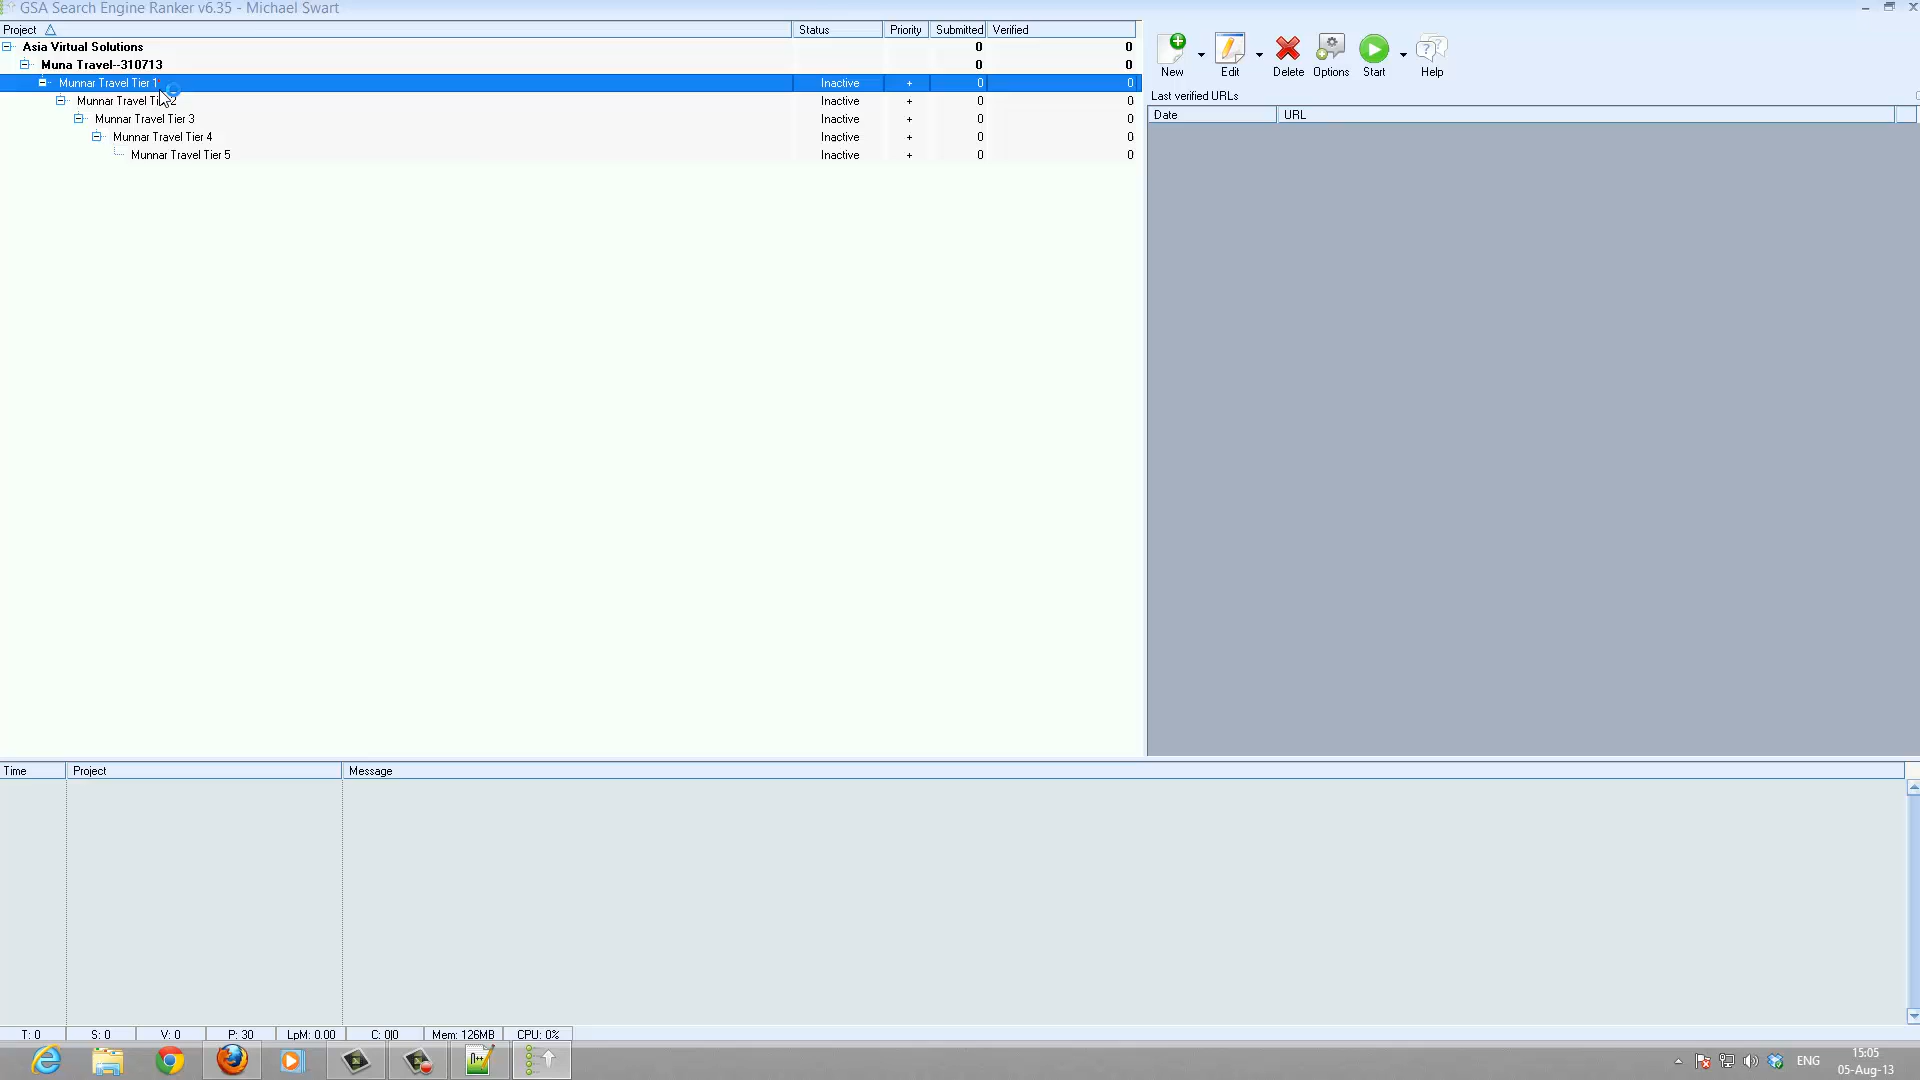 GSA Search Engine Ranker v6.35 - Michael Swart
Project Status Priority Submitted Verified
Asia Virtual Solutions 0 0
Muna Travel--310713 0 0
Munnar Travel Tier 1 Inactive + 0 0
Munnar Travel 2 Inactive + 0 0
Munnar Travel Tier 3 Inactive + 0 0
Munnar Travel Tier 4 Inactive + 0 0
Munnar Travel Tier 5 Inactive + 0 0
New Edit Delete Options Start Help
Last verified URLs
Date URL
Time Project Message
T: 0 S: 0 V: 0 P: 30 LpM: 0.00 C: 0|0 Mem: 126MB CPU: 0%
ENG
15:05
05-Aug-13